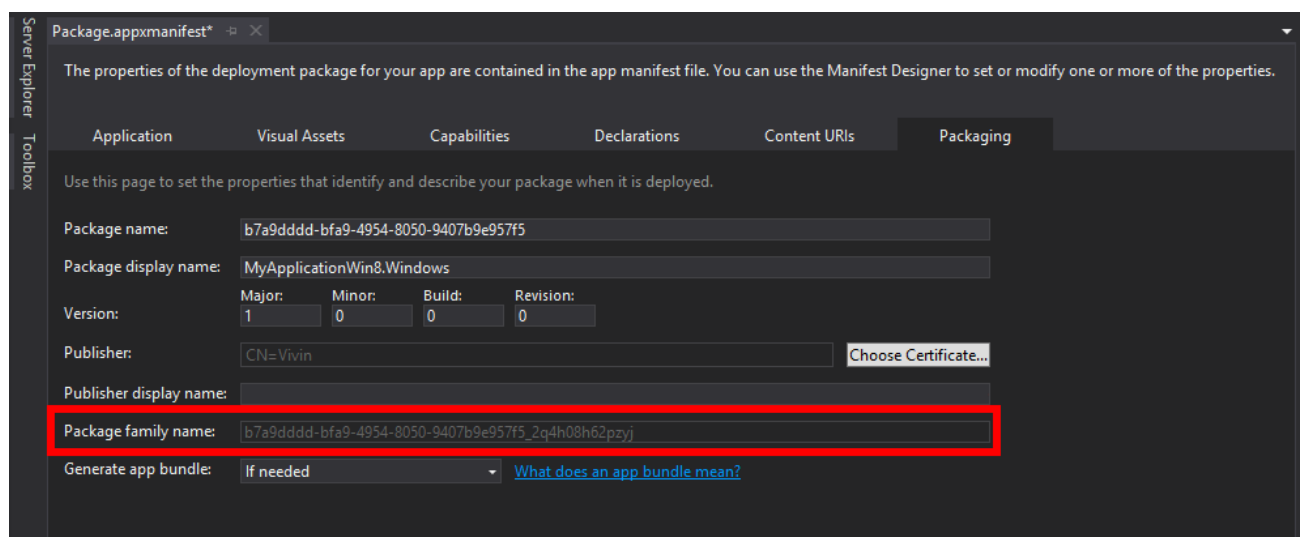 Server Explorer
Toolbox
Package.appxmanifest*
The properties of the deployment package for your app are contained in the app manifest file. You can use the Manifest Designer to set or modify one or more of the properties.
Application Visual Assets Capabilities Declarations Content URIs Packaging
Use this page to set the properties that identify and describe your package when it is deployed.
Package name: b7a9dddd-bfa9-4954-8050-9407b9e957f5
Package display name: MyApplicationWin8.Windows
Major: Minor: Build: Revision:
Version: 1 0 0 0
Publisher: CN=Vivin Choose Certificate...
Publisher display name:
Package family name: b7a9dddd-bfa9-4954-8050-9407b9e957f5_2q4h08h62pzyj
Generate app bundle: If needed What does an app bundle mean?